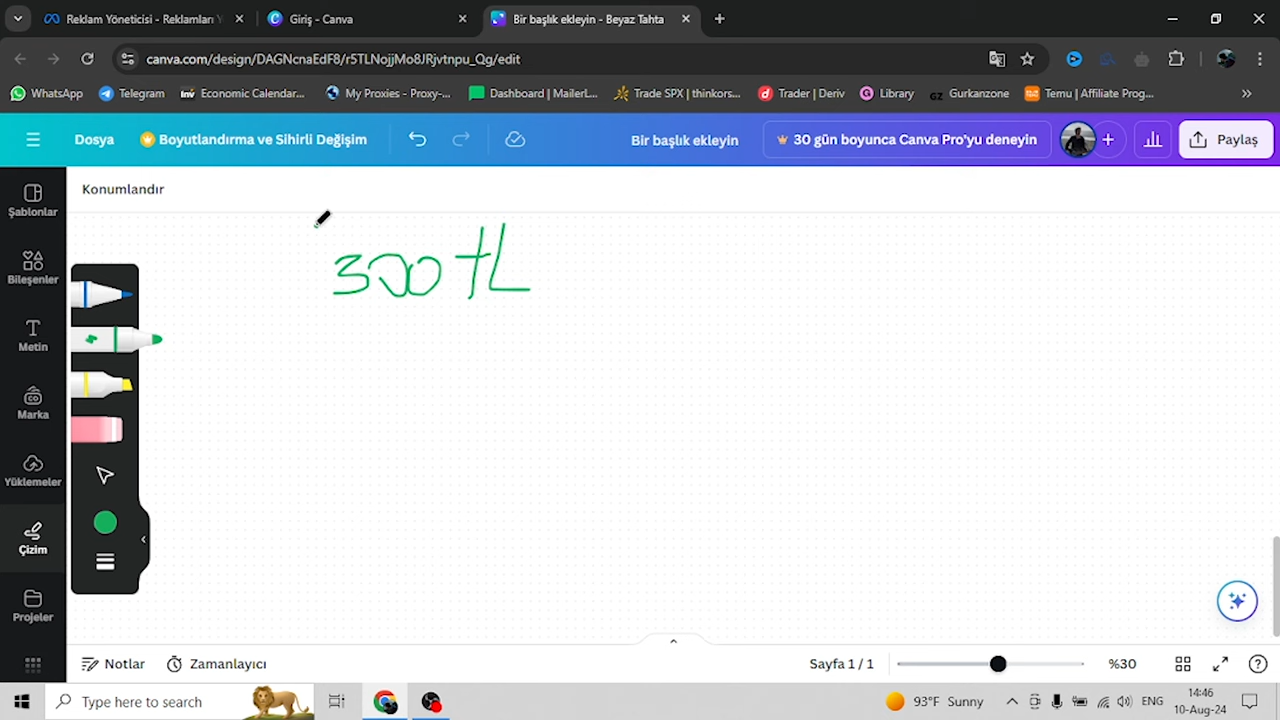 Reklam Yöneticisi - Reklamları Y
Giriş - Canva
Bir başlık ekleyin - Beyaz Tahta
canva.com/design/DAGNcnaEdF8/r5TLNojjMo8JRjvtnpu_Qg/edit
WhatsApp
Telegram
Economic Calendar...
My Proxies - Proxy-...
Dashboard | MailerL...
Trade SPX | thinkors...
Trader | Deriv
Library
Gurkanzone
Temu | Affiliate Prog...
Dosya
Boyutlandırma ve Sihirli Değişim
Bir başlık ekleyin
30 gün boyunca Canva Pro'yu deneyin
Paylaş
Konumlandır
Şablonlar
Bileşenler
Metin
Marka
Yüklemeler
Çizim
Projeler
300 TL
Notlar
Zamanlayıcı
Sayfa 1 / 1
%30
Type here to search
93°F Sunny
ENG
14:46
10-Aug-24